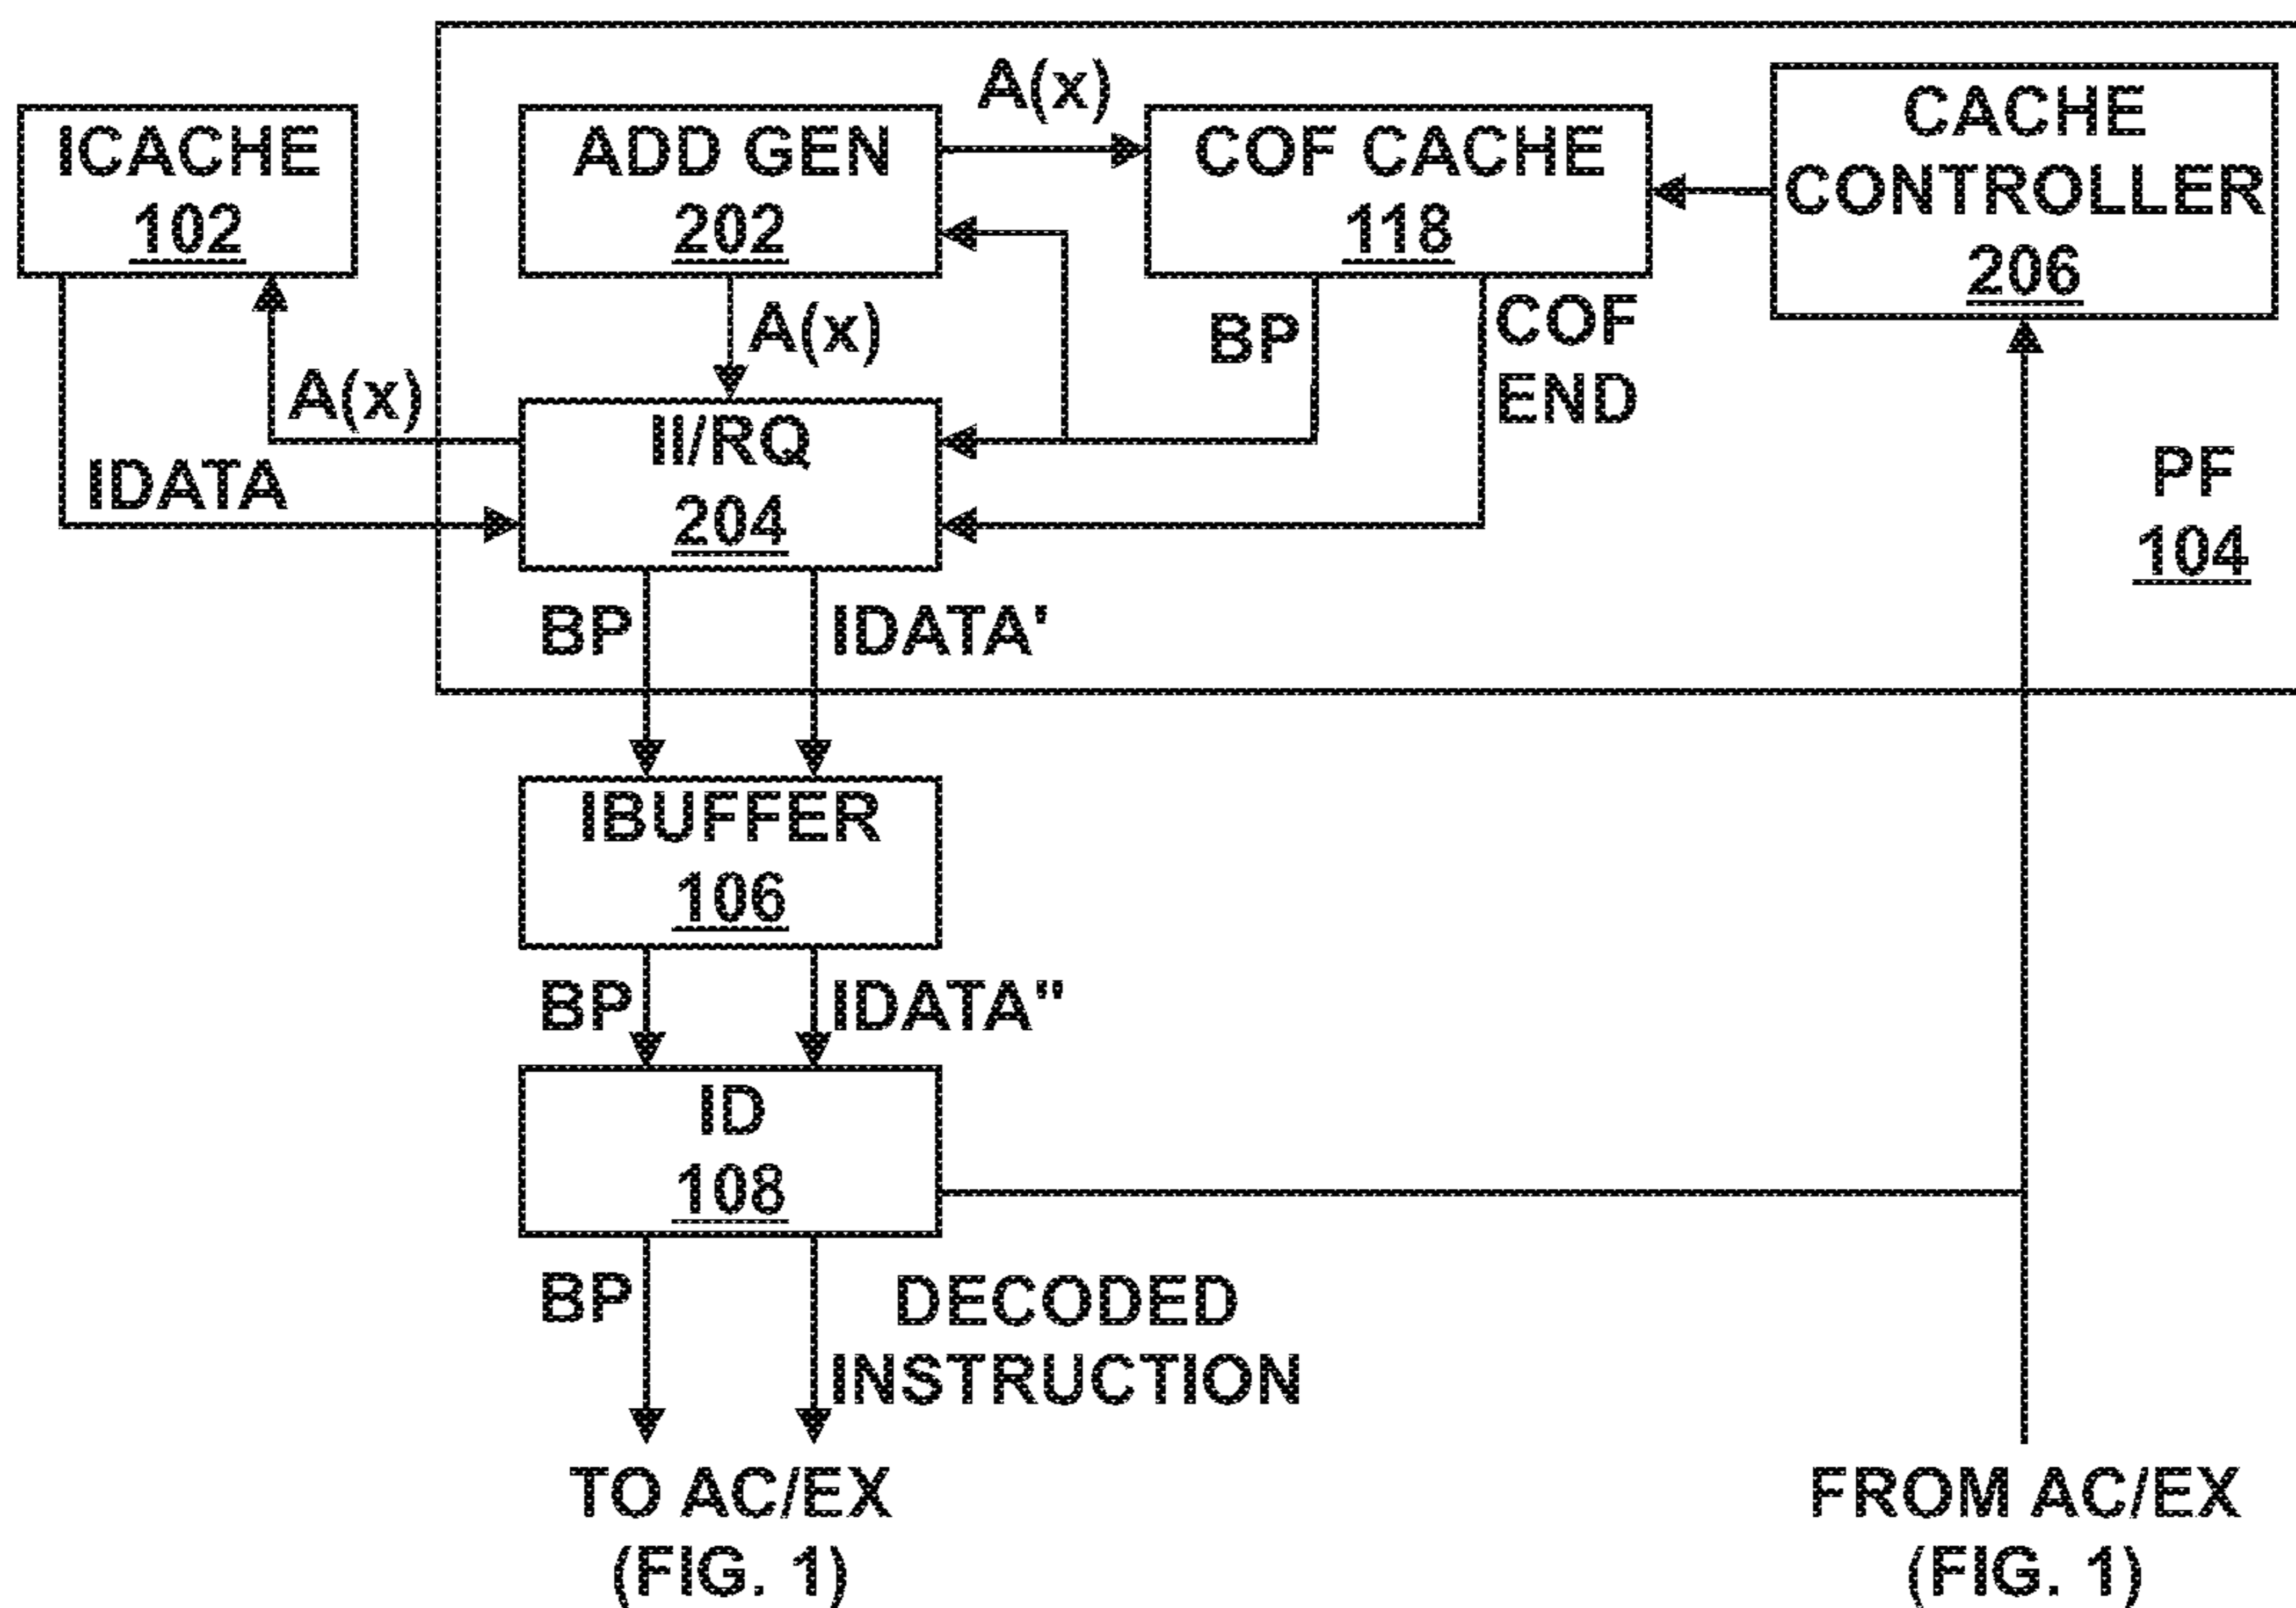 A(x)
ICACHE
102
ADD GEN
202
COF CACHE
118
CACHE
CONTROLLER
206
A(x)
BP
COF
END
A(x)
IDATA
II/RQ
204
PF
104
BP
IDATA'
IBUFFER
106
BP
IDATA"
ID
108
BP
DECODED
INSTRUCTION
TO AC/EX
(FIG. 1)
FROM AC/EX
(FIG. 1)